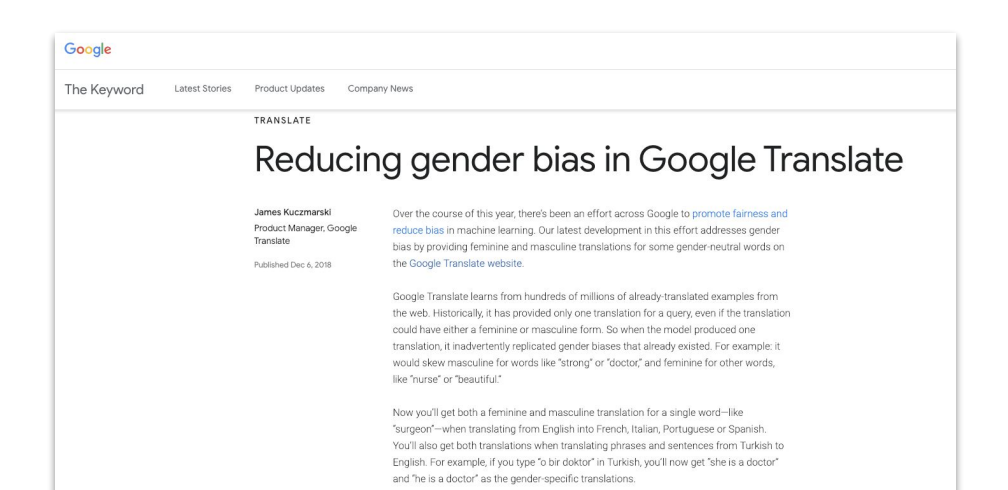 Google
The Keyword Latest Stories Product Updates Company News
TRANSLATE
Reducing gender bias in Google Translate
James Kuczmarski
Product Manager, Google
Translate
Published Dec 6, 2018
Over the course of this year, there's been an effort across Google to promote fairness and
reduce bias in machine learning. Our latest development in this effort addresses gender
bias by providing feminine and masculine translations for some gender-neutral words on
the Google Translate website.
Google Translate learns from hundreds of millions of already-translated examples from
the web. Historically, it has provided only one translation for a query, even if the translation
could have either a feminine or masculine form. So when the model produced one
translation, it inadvertently replicated gender biases that already existed. For example: it
would skew masculine for words like "strong" or "doctor," and feminine for other words,
like "nurse" or "beautiful."
Now you'll get both a feminine and masculine translation for a single word—like
"surgeon"—when translating from English into French, Italian, Portuguese or Spanish.
You'll also get both translations when translating phrases and sentences from Turkish to
English. For example, if you type "o bir doktor" in Turkish, you'll now get "she is a doctor"
and "he is a doctor" as the gender-specific translations.